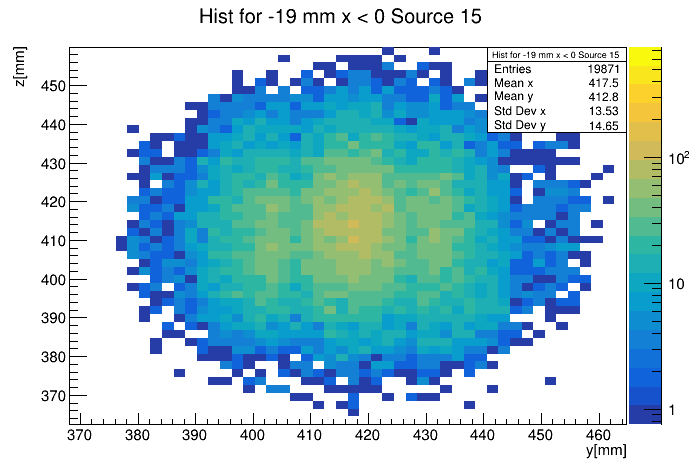 Hist for -19 mm x < 0 Source 15
z[mm]
Hist for -19 mm x < 0 Source 15
Entries 19871
Mean x 417.5
Mean y 412.8
Std Dev x 13.53
Std Dev y 14.65
450
440
430
420
410
400
390
380
370
10²
10
1
370 380 390 400 410 420 430 440 450 460
y[mm]